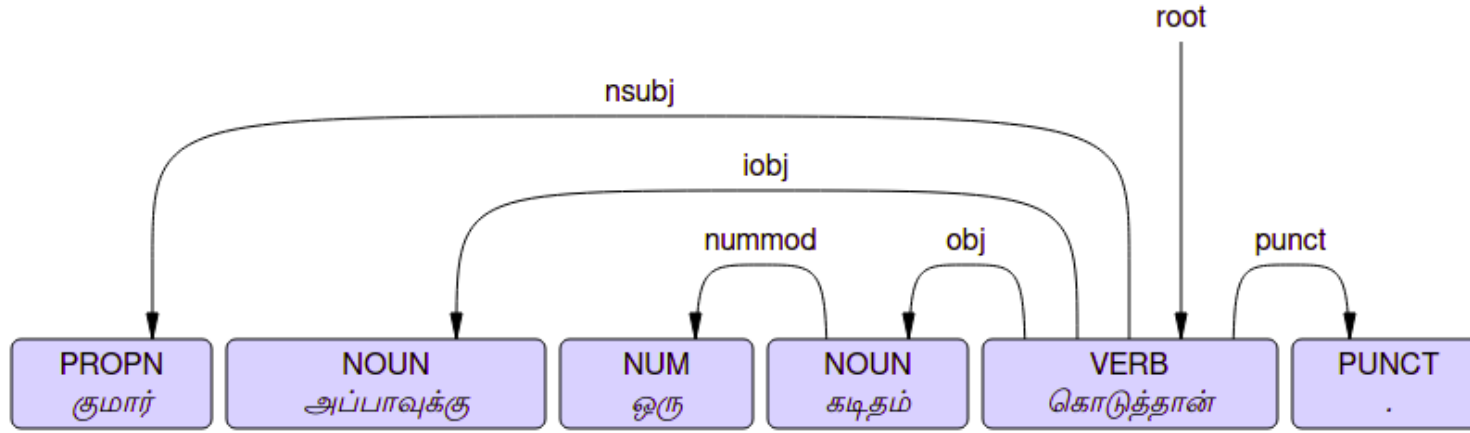 root
nsubj
iobj
nummod obj punct
PROPN NOUN NUM NOUN VERB PUNCT
குமார் அப்பாவுக்கு ஒரு கடிதம் கொடுத்தான் .